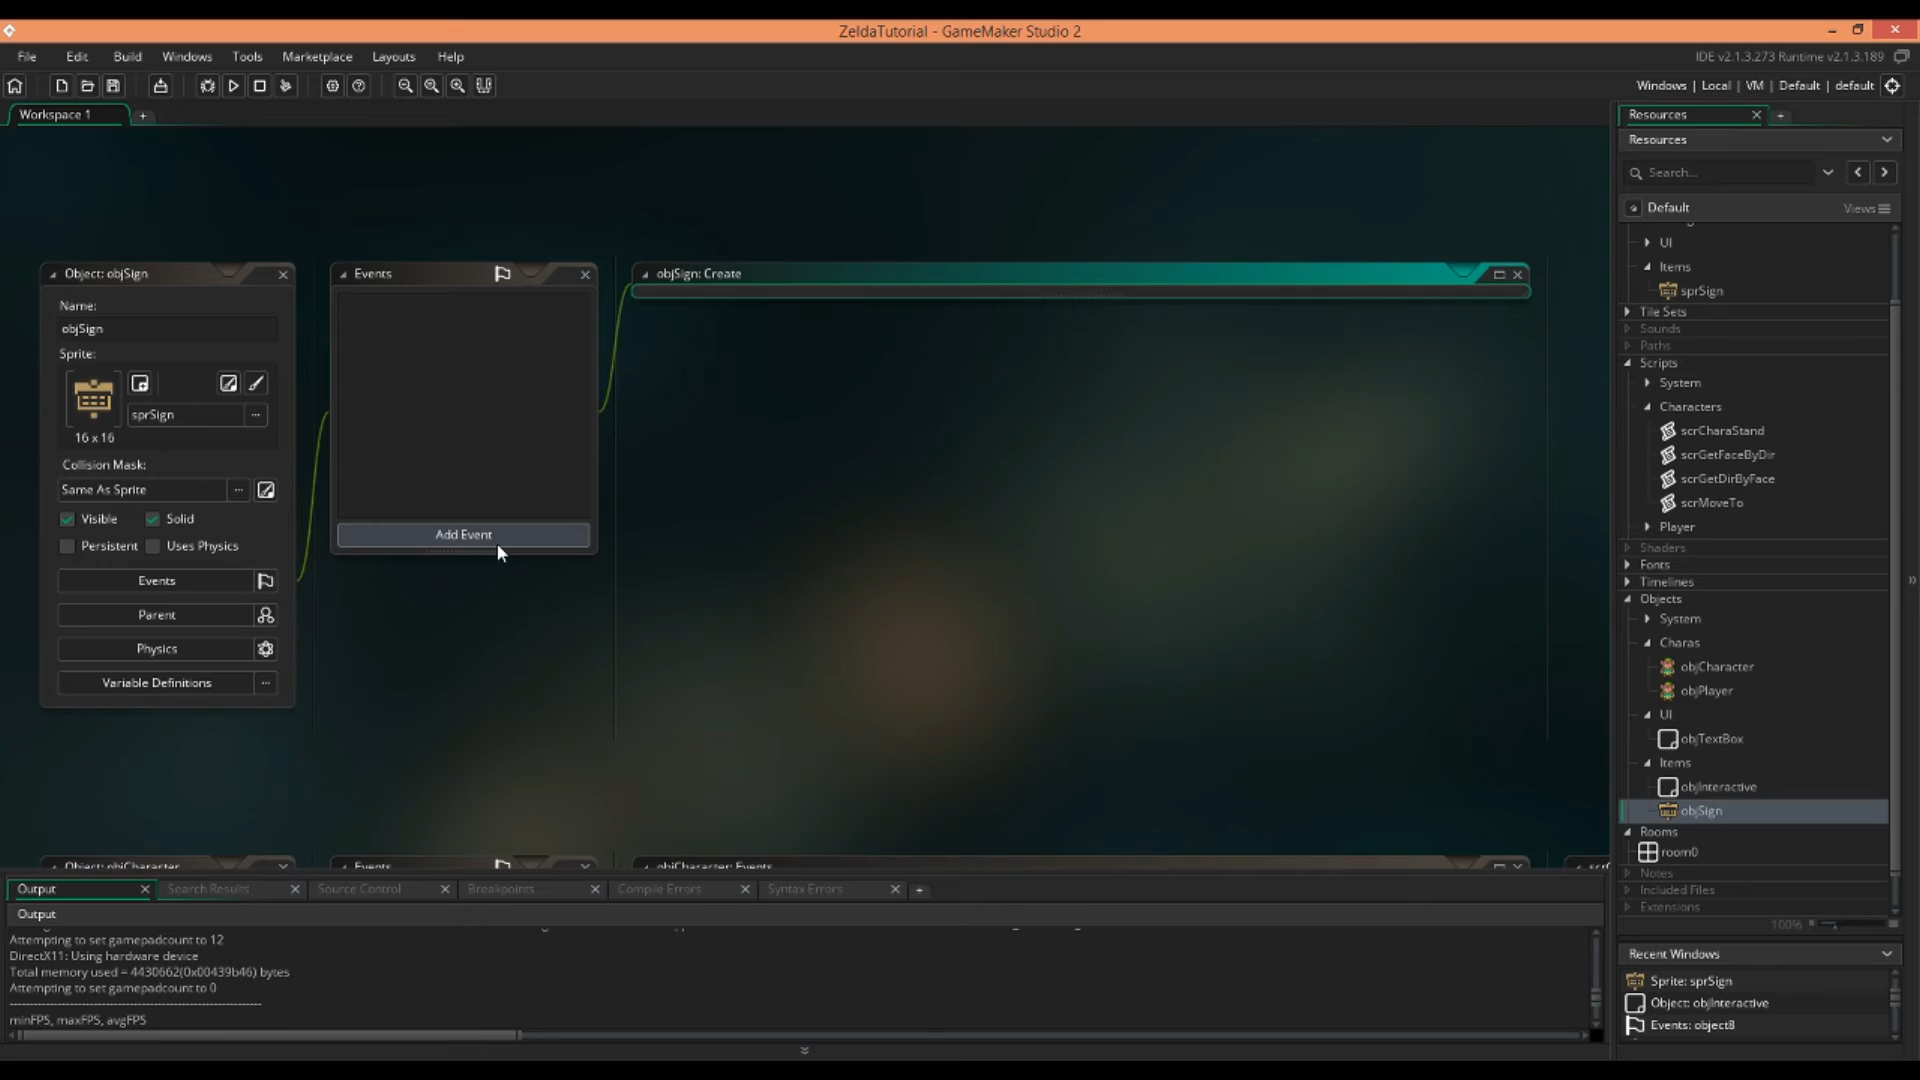 ZeldaTutorial - GameMaker Studio 2
File Edit Build Windows Tools Marketplace Layouts Help
IDE v2.1.3.273 Runtime v2.1.3.189
Windows | Local | VM | Default | default
Workspace 1
Object: objSign
Name:
objSign
Sprite:
sprSign
...
16 x 16
Collision Mask:
Same As Sprite
...
Visible
Solid
Persistent
Uses Physics
Events
Parent
Physics
Variable Definitions
...
Events
Add Event
objSign: Create
Object: objCharacter
Events
objCharacter: Events
Resources
Resources
Search...
Default
Views
UI
Items
sprSign
Tile Sets
Sounds
Paths
Scripts
System
Characters
scrCharaStand
scrGetFaceByDir
scrGetDirByFace
scrMoveTo
Player
Shaders
Fonts
Timelines
Objects
System
Charas
objCharacter
objPlayer
UI
objTextBox
Items
objInteractive
objSign
Rooms
room0
Notes
Included Files
Extensions
100%
Recent Windows
Sprite: sprSign
Object: objInteractive
Events: object8
Output
Search Results
Source Control
Breakpoints
Compile Errors
Syntax Errors
Output
Attempting to set gamepadcount to 12
DirectX11: Using hardware device
Total memory used = 4430662(0x00439b46) bytes
Attempting to set gamepadcount to 0
minFPS, maxFPS, avgFPS